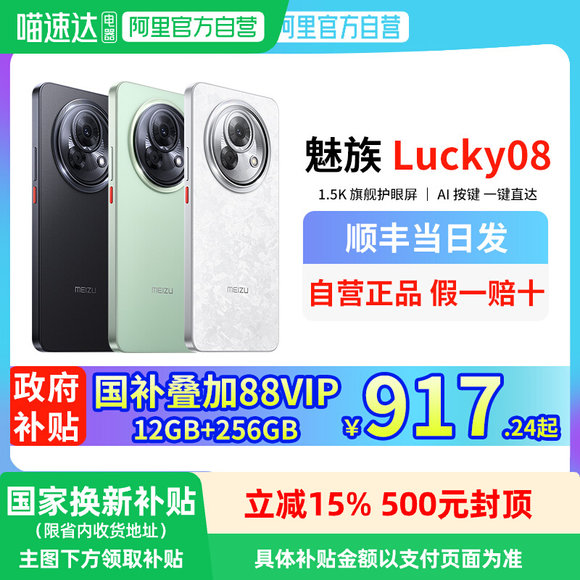 喵速达电器 阿里官方自营 阿里官方自营
魅族 Lucky08
1.5K 旗舰护眼屏 | AI 按键 一键直达
顺丰当日发
自营正品 假一赔十
MEIZU MEIZU MEIZU
政府
补贴
国补叠加88VIP
12GB+256GB
¥917.24起
国家换新补贴
(限省内收货地址)
主图下方领取补贴
立减15% 500元封顶
具体补贴金额以支付页面为准